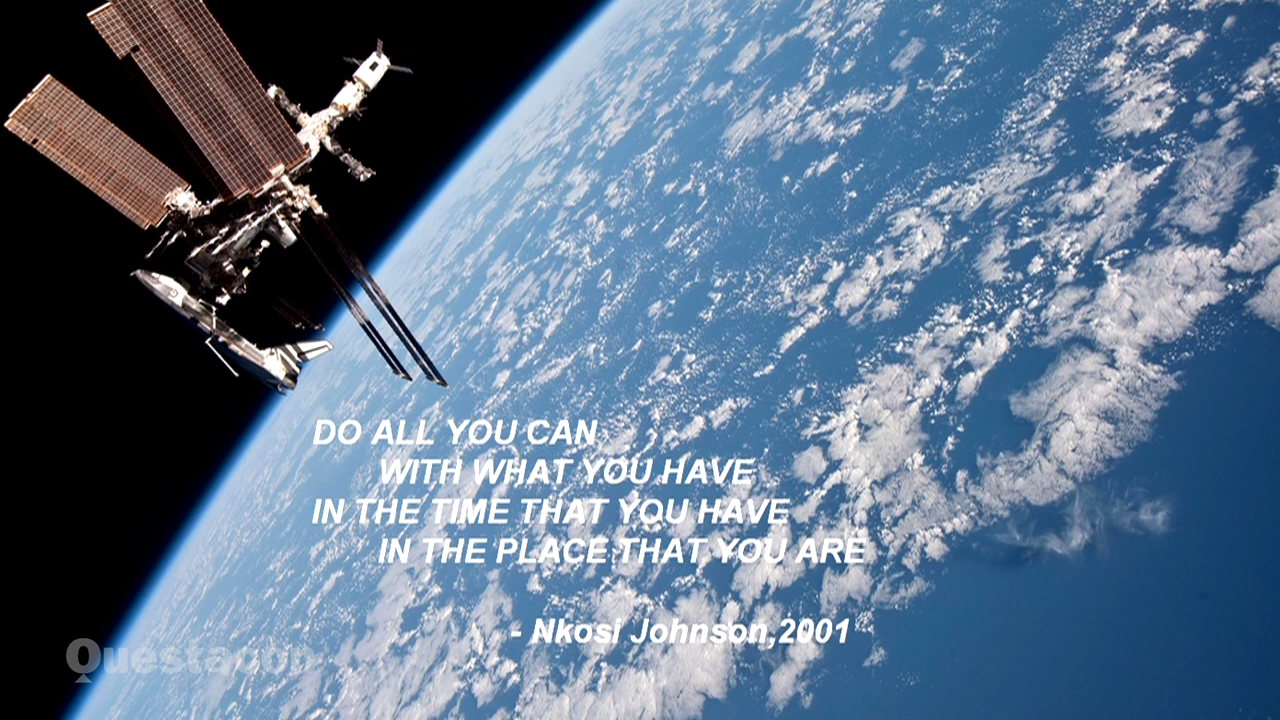 DO ALL YOU CAN
WITH WHAT YOU HAVE
IN THE TIME THAT YOU HAVE
IN THE PLACE THAT YOU ARE
- Nkosi Johnson,2001
Questacon